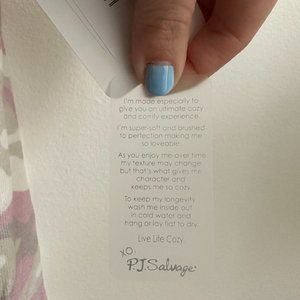 I'm made especially to
give you an ultimate cozy
and comfy experience.
I'm super-soft and brushed
to perfection making me
so loveable.
As you enjoy me over time
my texture may change
but that's what gives me
character and
keeps me so cozy.
To keep my longevity
wash me inside out
in cold water and
hang or lay flat to dry.
Live Life Cozy.
XO,
P.J.Salvage